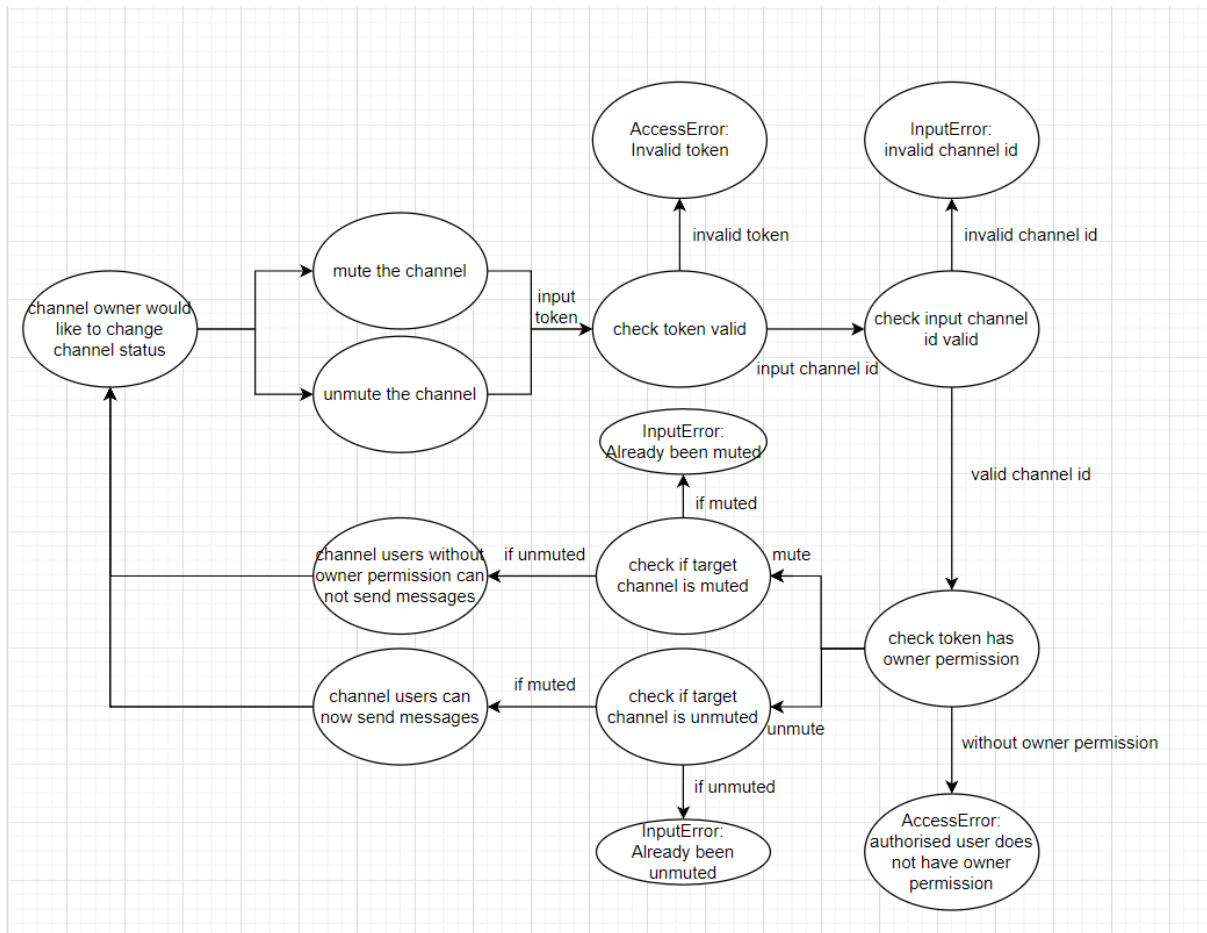 AccessError:
Invalid token
InputError:
invalid channel id
invalid token
invalid channel id
mute the channel
input
token
channel owner would
like to change
channel status
check token valid
check input channel
id valid
input channel id
unmute the channel
InputError:
Already been muted
valid channel id
if muted
channel users without
owner permission can
not send messages
if unmuted
check if target
channel is muted
mute
check token has
owner permission
channel users can
now send messages
if muted
check if target
channel is unmuted
unmute
without owner permission
if unmuted
InputError:
Already been
unmuted
AccessError:
authorised user does
not have owner
permission